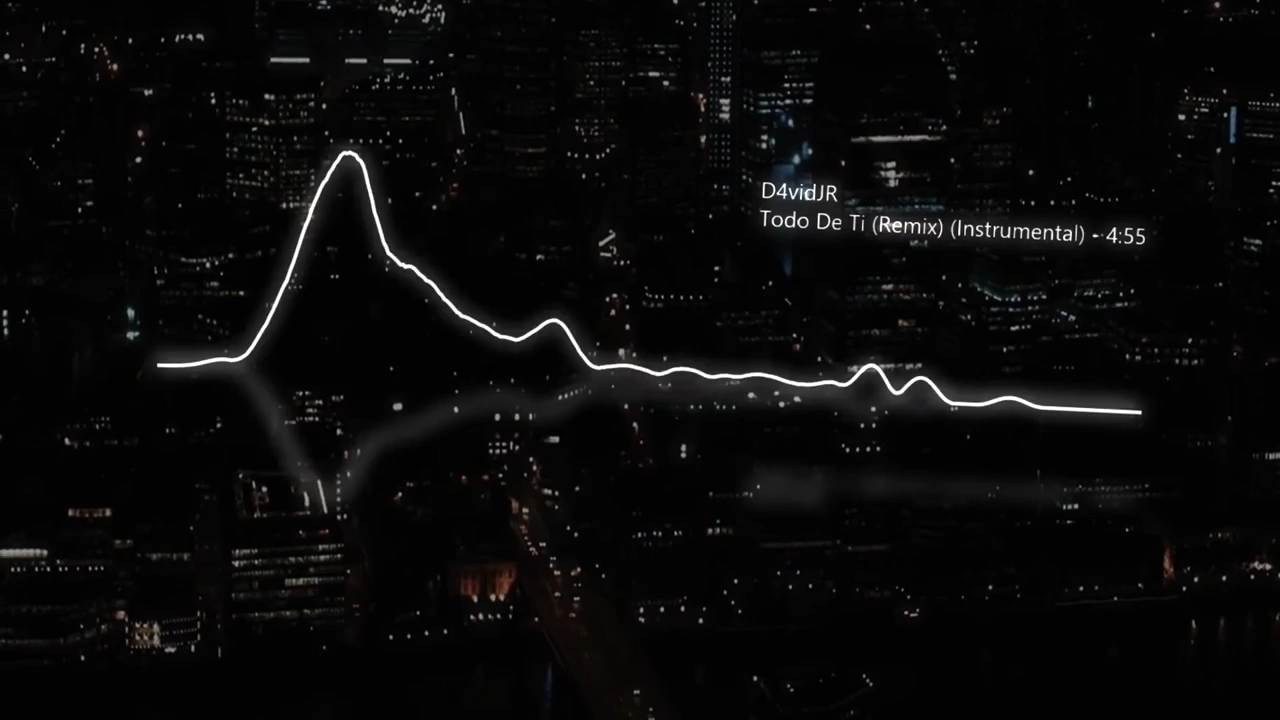 D4vidJR
Todo De Ti (Remix) (Instrumental) - 4:55